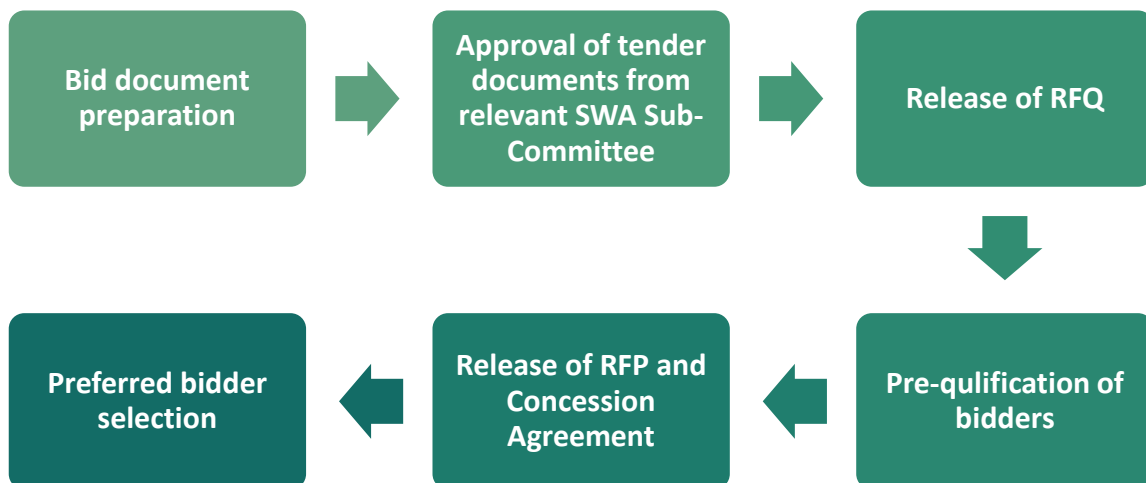 Bid document
preparation
Approval of tender
documents from
relevant SWA Sub-
Committee
Release of RFQ
Pre-qulification of
bidders
Release of RFP and
Concession
Agreement
Preferred bidder
selection